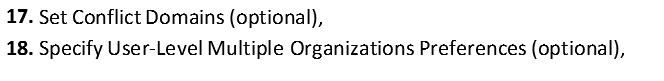 17. Set Conflict Domains (optional),
18. Specify User-Level Multiple Organizations Preferences (optional),